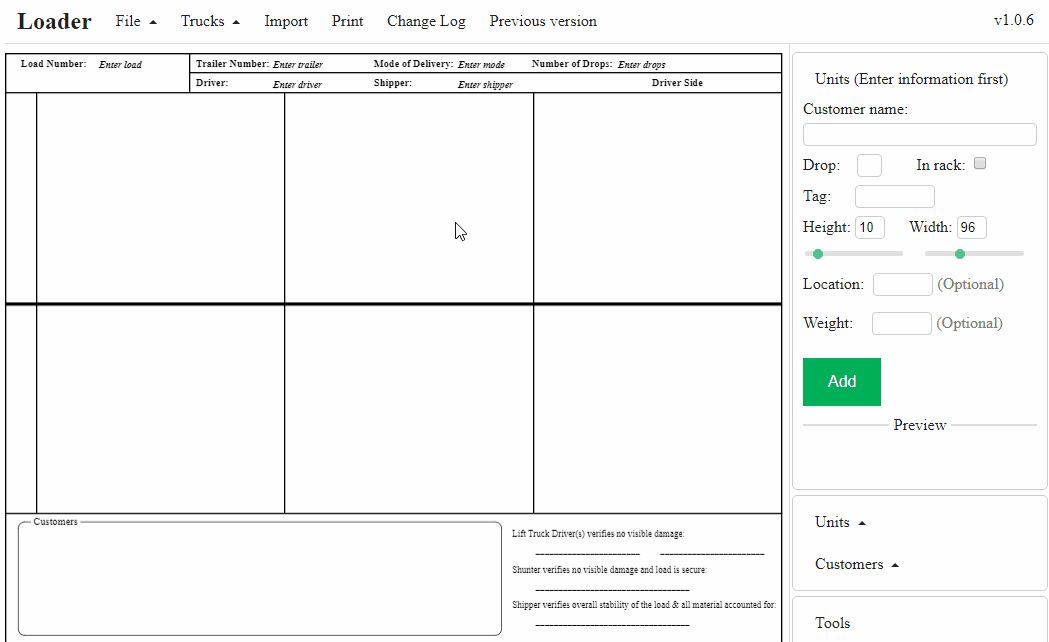 Loader File Trucks Import Print Change Log Previous version v1.0.6
Load Number: Enter load Trailer Number: Enter trailer Mode of Delivery: Enter mode Number of Drops: Enter drops
Driver: Enter driver Shipper: Enter shipper Driver Side
Units (Enter information first)
Customer name:
Drop: In rack:
Tag:
Height: 10 Width: 96
Location: (Optional)
Weight: (Optional)
Add
Preview
Customers
Lift Truck Driver(s) verifies no visible damage:
Shunter verifies no visible damage and load is secure:
Shipper verifies overall stability of the load & all material accounted for:
Units
Customers
Tools